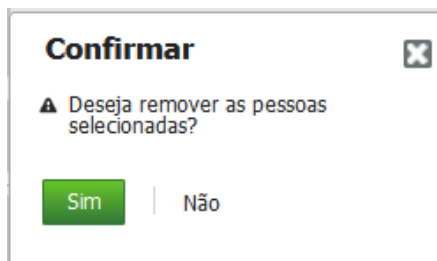 Confirmar
Deseja remover as pessoas
selecionadas?
Sim
Não